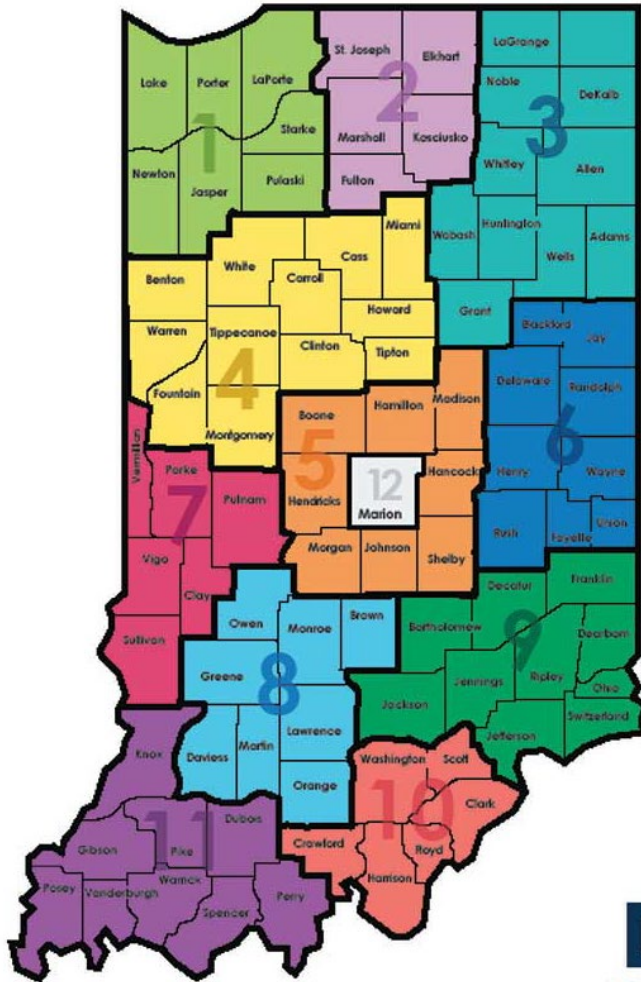 St. Joseph
Elkhart
LaGrange
Lake
Porter
LaPorte
2
Noble
DeKalb
3
Starke
Marshall
Kosciusko
1
Newton
Jasper
Pulaski
Fulton
Whitley
Allen
Miami
Wabash
Huntington
Adams
Wells
White
Cass
Carroll
Benton
Howard
Grant
Warren
Tippecanoe
Clinton
Tipton
Blackford
Jay
4
Delaware
Randolph
Fountain
Montgomery
Boone
Hamilton
Madison
6
Vermillion
Parke
5
Putnam
7
Hendricks
12
Marion
Hancock
Henry
Wayne
Rush
Fayette
Union
Vigo
Morgan
Johnson
Shelby
Clay
Decatur
Franklin
Sullivan
Owen
Monroe
Brown
Bartholomew
Dearborn
9
Greene
8
Jennings
Ripley
Ohio
Jackson
Switzerland
Lawrence
Jefferson
Knox
Daviess
Martin
Washington
Scott
Orange
10
Clark
Dubois
11
Gibson
Pike
Crawford
Royd
Posey
Vanderburgh
Warrick
Harrison
Spencer
Perry